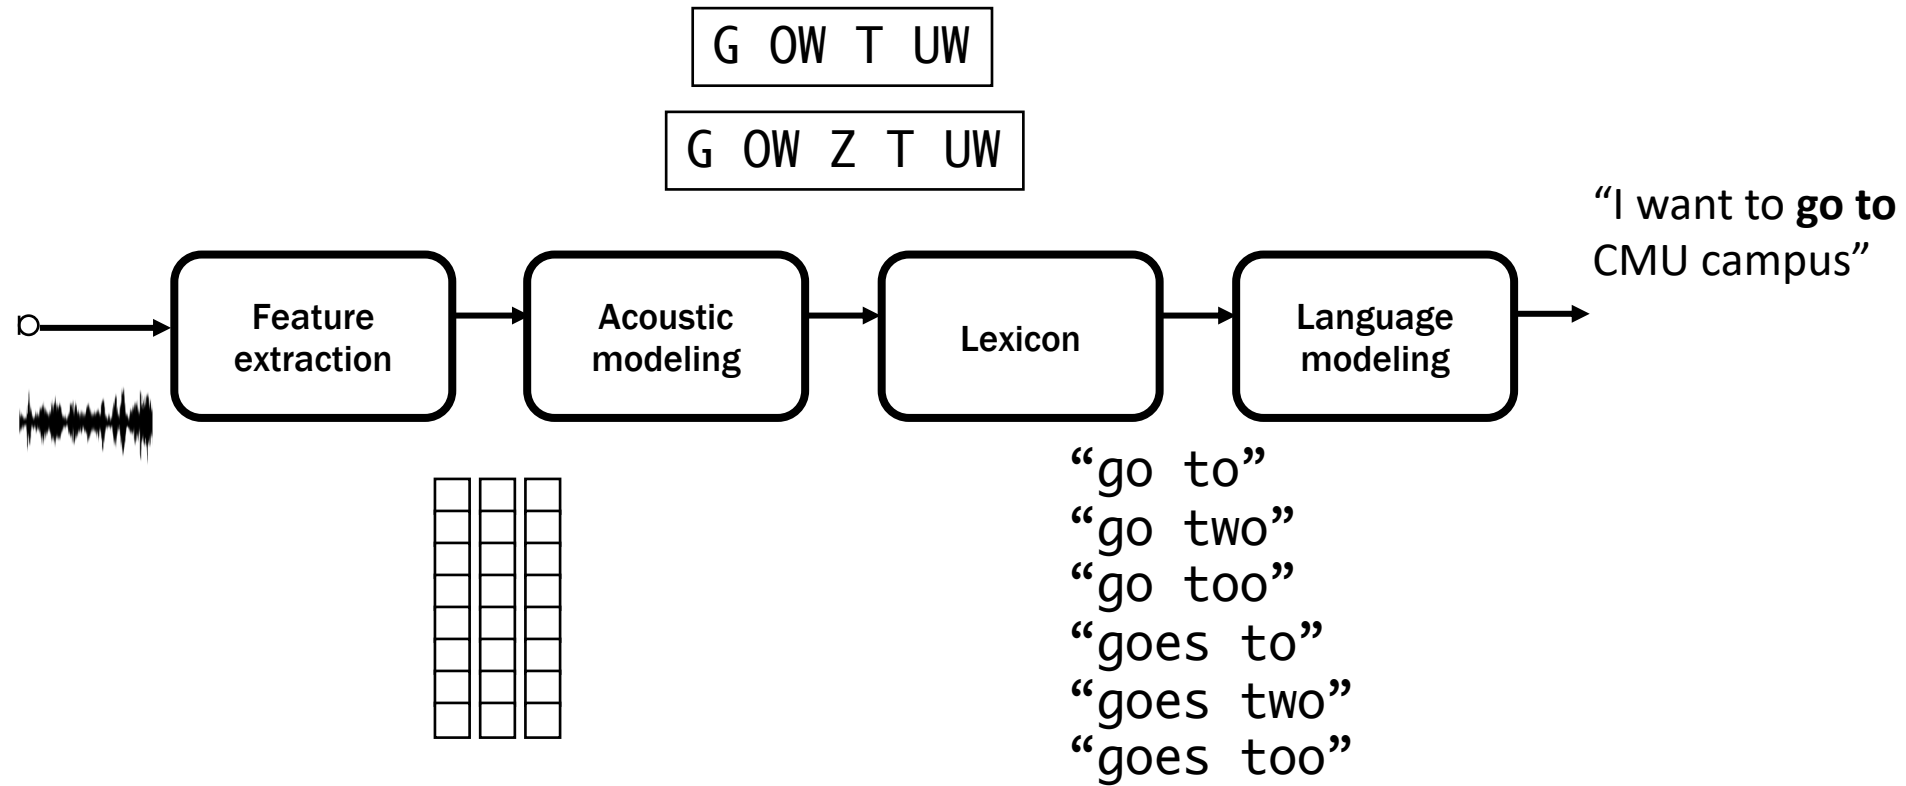 G OW T UW
G OW Z T UW
“I want to go to
CMU campus”
Feature
extraction
Acoustic
modeling
Lexicon
Language
modeling
“go to”
“go two”
“go too”
“goes to”
“goes two”
“goes too”